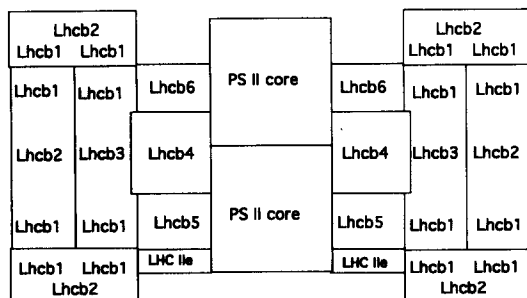 Lhcb2 Lhcb2
Lhcb1 Lhcb1 Lhcb1 Lhcb1
Lhcb1 Lhcb1 Lhcb6 PS II core Lhcb6 Lhcb1 Lhcb1
Lhcb2 Lhcb3 Lhcb4 Lhcb4 Lhcb3 Lhcb2
Lhcb1 Lhcb1 Lhcb5 PS II core Lhcb5 Lhcb1 Lhcb1
LHC IIe LHC IIe
Lhcb1 Lhcb1 Lhcb1 Lhcb1
Lhcb2 Lhcb2